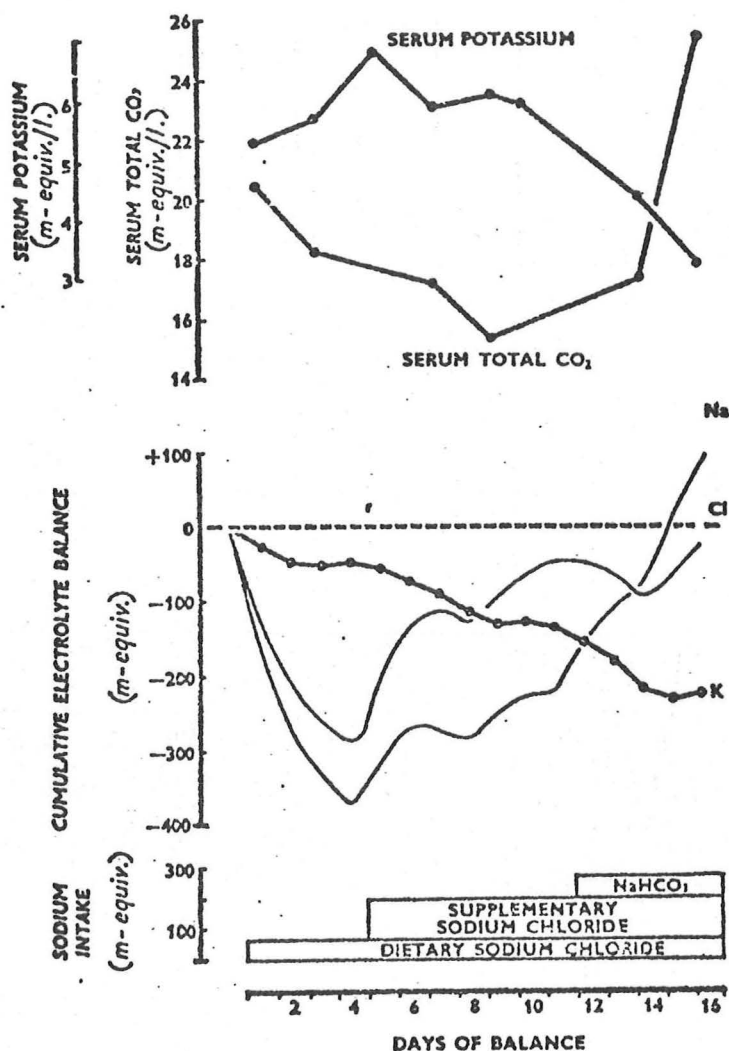 SERUM POTASSIUM
(m-equiv./l.)
6
5
4
3
SERUM TOTAL CO₂
(m-equiv./l.)
26
24
22
20
18
16
14
SERUM POTASSIUM
SERUM TOTAL CO₂
CUMULATIVE ELECTROLYTE BALANCE
(m-equiv.)
+100
0
-100
-200
-300
-400
Na
Cl
K
SODIUM
INTAKE
(m-equiv.)
300
100
NaHCO₃
SUPPLEMENTARY
SODIUM CHLORIDE
DIETARY SODIUM CHLORIDE
2 4 6 8 10 12 14 16
DAYS OF BALANCE